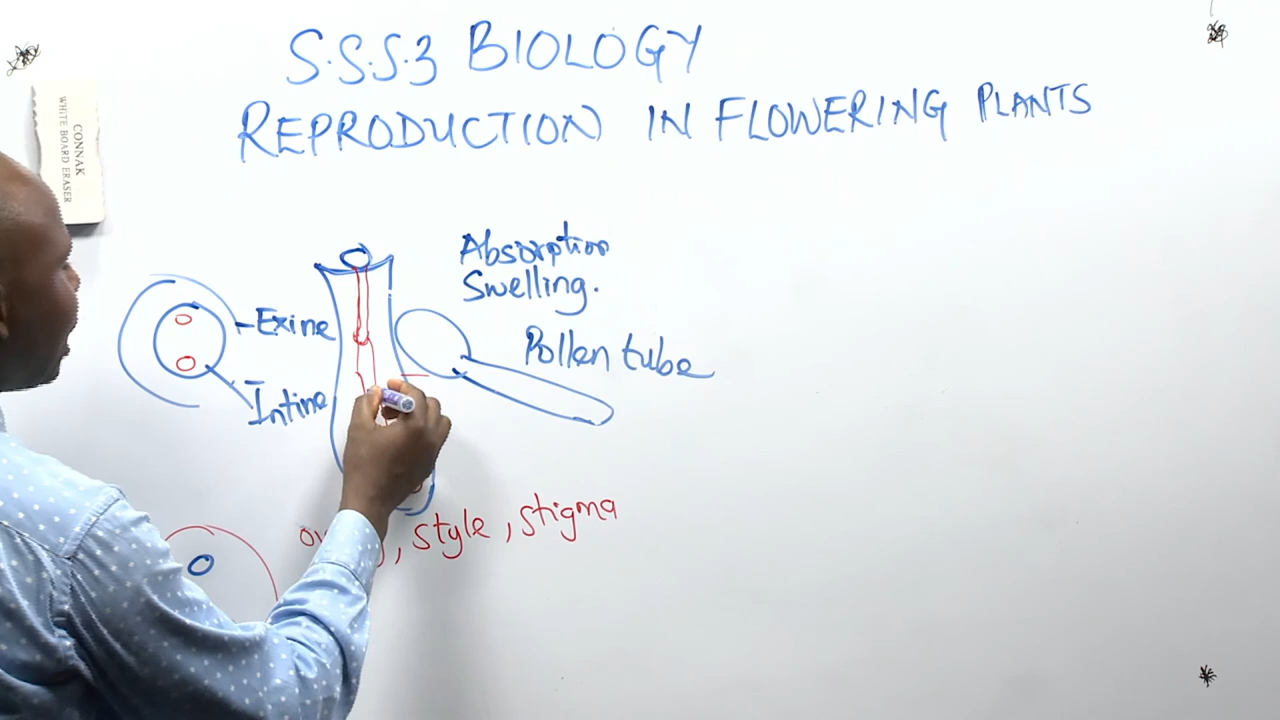 S.S.S.3 BIOLOGY
REPRODUCTION IN FLOWERING PLANTS
CONNAK
WHITE BOARD ERASER
Absorption
Swelling.
Exine
Pollen tube
Intine
, style, stigma